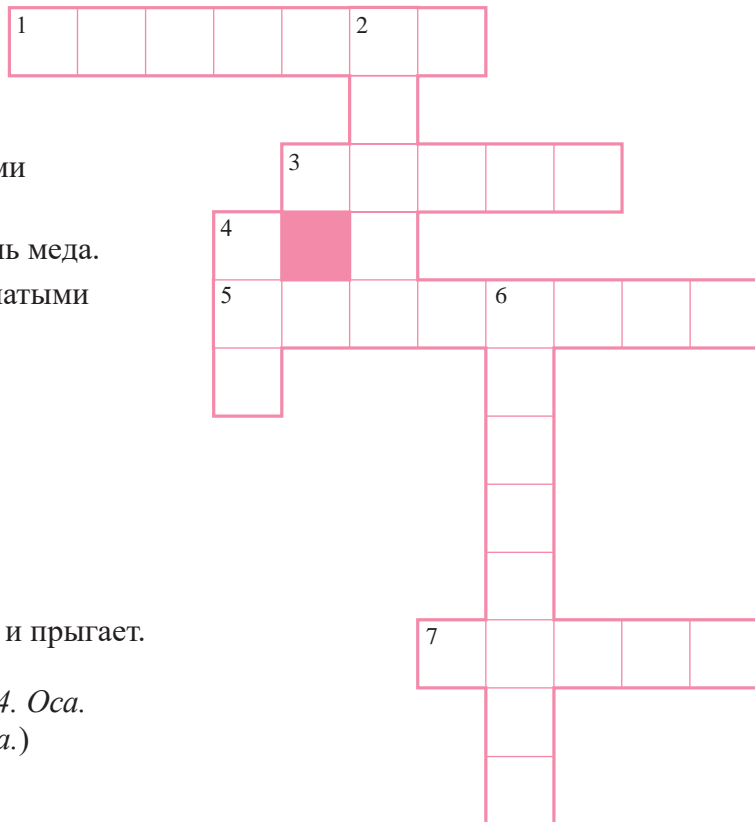 1 2
3
ми
4
ь меда.
5 6
атыми
и прыгает.
7
4. Оса.
а.)